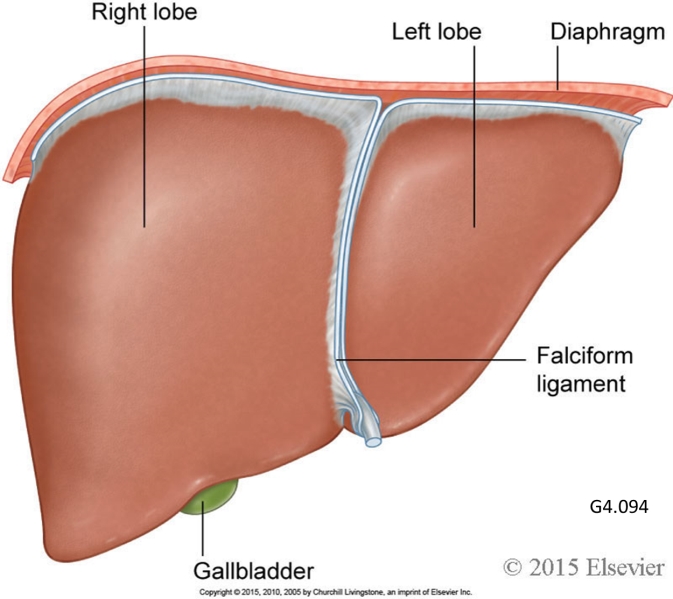 Right lobe
Left lobe
Diaphragm
Falciform
ligament
G4.094
Gallbladder
© 2015 Elsevier
Copyright © 2015, 2010, 2005 by Churchill Livingstone, an imprint of Elsevier Inc.